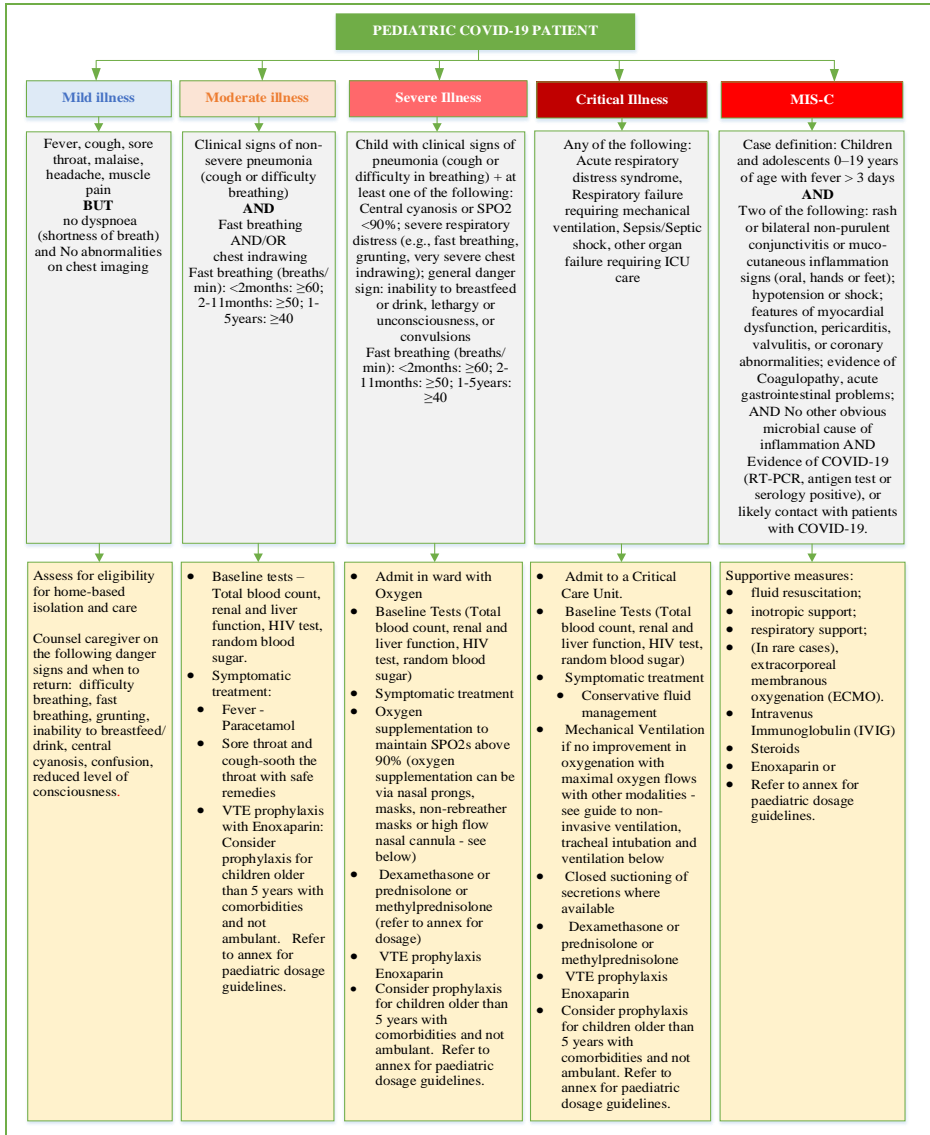 PEDIATRIC COVID-19 PATIENT
Mild illness
Fever, cough, sore
throat, malaise,
headache, muscle
pain
BUT
no dyspnoea
(shortness of breath)
and No abnormalities
on chest imaging
Assess for eligibility
for home-based
isolation and care
Counsel caregiver on
the following danger
signs and when to
return: difficulty
breathing, fast
breathing, grunting,
inability to breastfeed/
drink, central
cyanosis, confusion,
reduced level of
consciousness.
Moderate illness
Clinical signs of non-
severe pneumonia
(cough or difficulty
breathing)
AND
Fast breathing
AND/OR
chest indrawing
Fast breathing (breaths/
min): <2months: ≥60;
2-11months: ≥50; 1-
5years: ≥40
• Baseline tests –
Total blood count,
renal and liver
function, HIV test,
random blood
sugar.
• Symptomatic
treatment:
• Fever -
Paracetamol
• Sore throat and
cough-sooth the
throat with safe
remedies
• VTE prophylaxis
with Enoxaparin:
Consider
prophylaxis for
children older
than 5 years with
comorbidities
and not
ambulant. Refer
to annex for
paediatric dosage
guidelines.
Severe Illness
Child with clinical signs of
pneumonia (cough or
difficulty in breathing) +
at least one of the following:
Central cyanosis or SPO2
<90%; severe respiratory
distress (e.g., fast breathing,
grunting, very severe chest
indrawing); general danger
sign: inability to breastfeed
or drink, lethargy or
unconsciousness, or
convulsions
Fast breathing (breaths/
min): <2months: ≥60; 2-
11months: ≥50; 1-5years:
≥40
• Admit in ward with
Oxygen
• Baseline Tests (Total
blood count, renal and
liver function, HIV
test, random blood
sugar)
• Symptomatic treatment
• Oxygen
supplementation to
maintain SPO2s above
90% (oxygen
supplementation can be
via nasal prongs,
masks, non-rebreather
masks or high flow
nasal cannula - see
below)
• Dexamethasone or
prednisolone or
methylprednisolone
(refer to annex for
dosage)
• VTE prophylaxis
Enoxaparin
• Consider prophylaxis
for children older than
5 years with
comorbidities and not
ambulant. Refer to
annex for paediatric
dosage guidelines.
Critical Illness
Any of the following:
Acute respiratory
distress syndrome,
Respiratory failure
requiring mechanical
ventilation, Sepsis/Septic
shock, other organ
failure requiring ICU
care
• Admit to a Critical
Care Unit.
• Baseline Tests (Total
blood count, renal and
liver function, HIV test,
random blood sugar)
• Symptomatic treatment
• Conservative fluid
management
• Mechanical Ventilation
if no improvement in
oxygenation with
maximal oxygen flows
with other modalities -
see guide to non-
invasive ventilation,
tracheal intubation and
ventilation below
• Closed suctioning of
secretions where
available
• Dexamethasone or
prednisolone or
methylprednisolone
• VTE prophylaxis
Enoxaparin
• Consider prophylaxis
for children older than
5 years with
comorbidities and not
ambulant. Refer to
annex for paediatric
dosage guidelines.
MIS-C
Case definition: Children
and adolescents 0–19 years
of age with fever > 3 days
AND
Two of the following: rash
or bilateral non-purulent
conjunctivitis or muco-
cutaneous inflammation
signs (oral, hands or feet);
hypotension or shock;
features of myocardial
dysfunction, pericarditis,
valvulitis, or coronary
abnormalities; evidence of
Coagulopathy, acute
gastrointestinal problems;
AND No other obvious
microbial cause of
inflammation AND
Evidence of COVID-19
(RT-PCR, antigen test or
serology positive), or
likely contact with patients
with COVID-19.
Supportive measures:
• fluid resuscitation;
• inotropic support;
• respiratory support;
• (In rare cases),
extracorporeal
membranous
oxygenation (ECMO).
• Intravenus
Immunoglobulin (IVIG)
• Steroids
• Enoxaparin or
• Refer to annex for
paediatric dosage
guidelines.